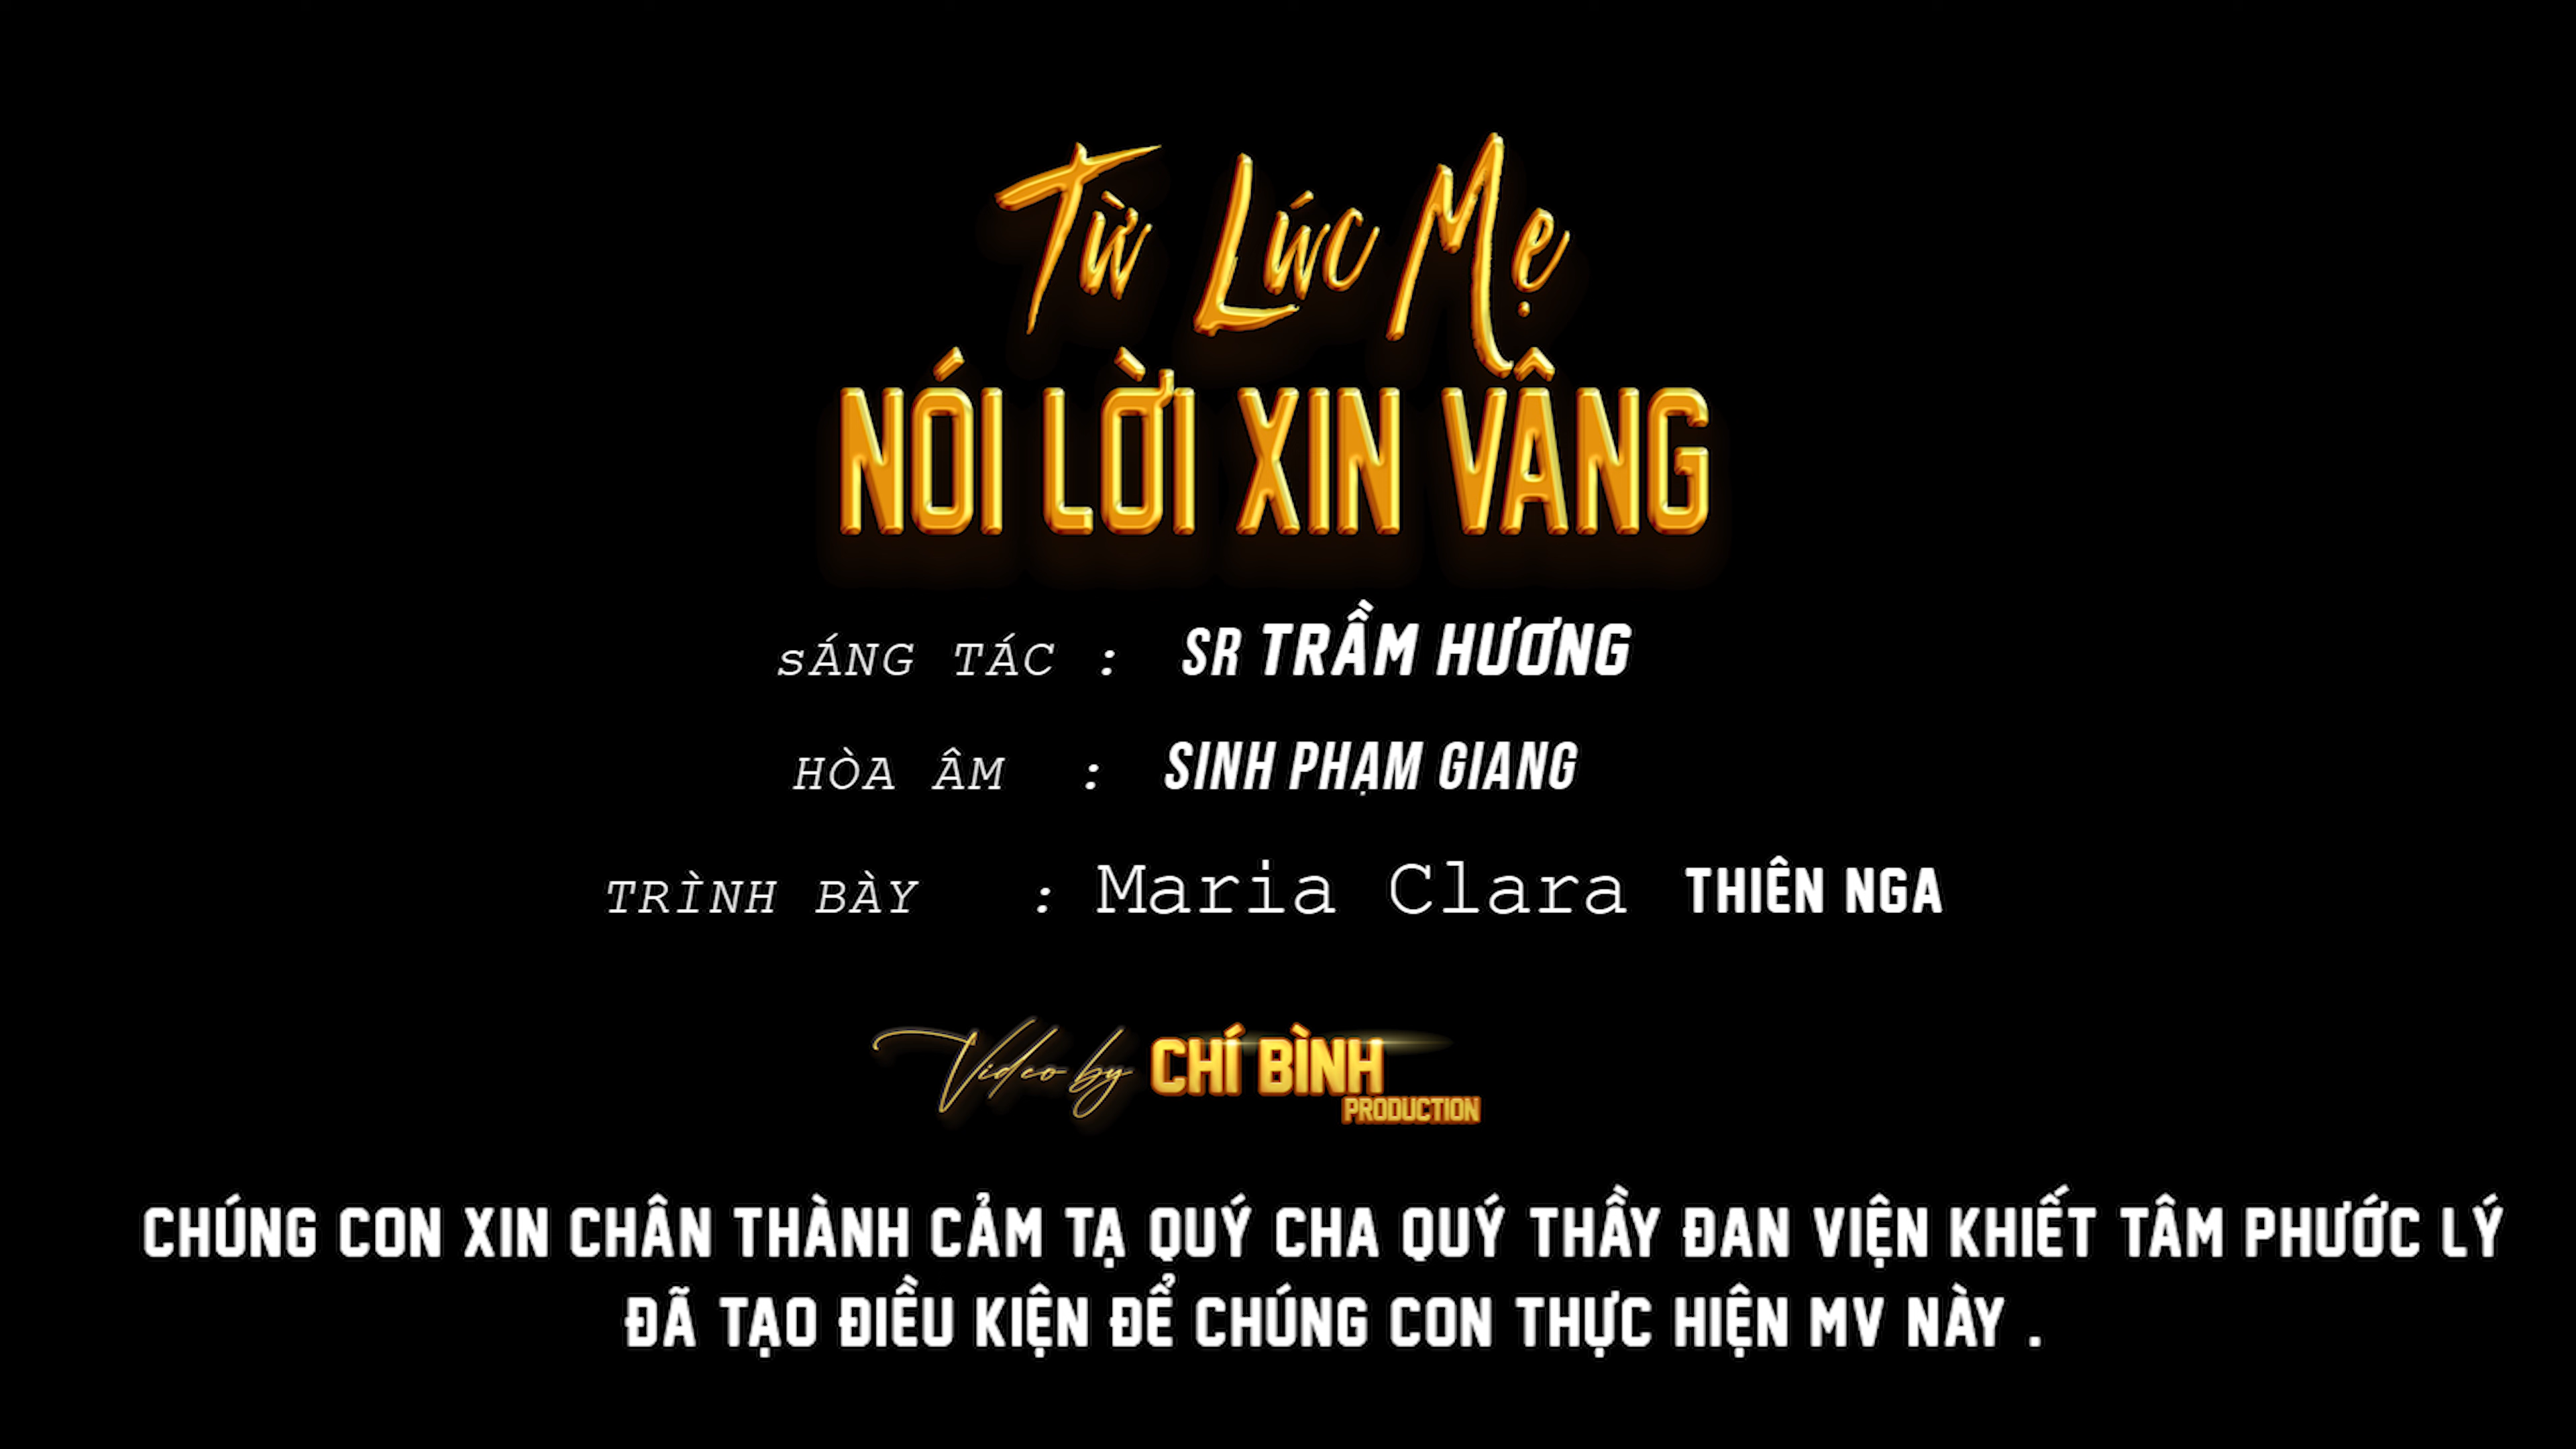 Từ Lúc Mẹ
NÓI LỜI XIN VÂNG
sÁNG TÁC : SR TRẦM HƯƠNG
HÒA ÂM : SINH PHẠM GIANG
TRÌNH BÀY : Maria Clara THIÊN NGA
Video by CHÍ BÌNH
PRODUCTION
CHÚNG CON XIN CHÂN THÀNH CẢM TẠ QUÝ CHA QUÝ THẦY ĐAN VIỆN KHIẾT TÂM PHƯỚC LÝ
ĐÃ TẠO ĐIỀU KIỆN ĐỂ CHÚNG CON THỰC HIỆN MV NÀY .